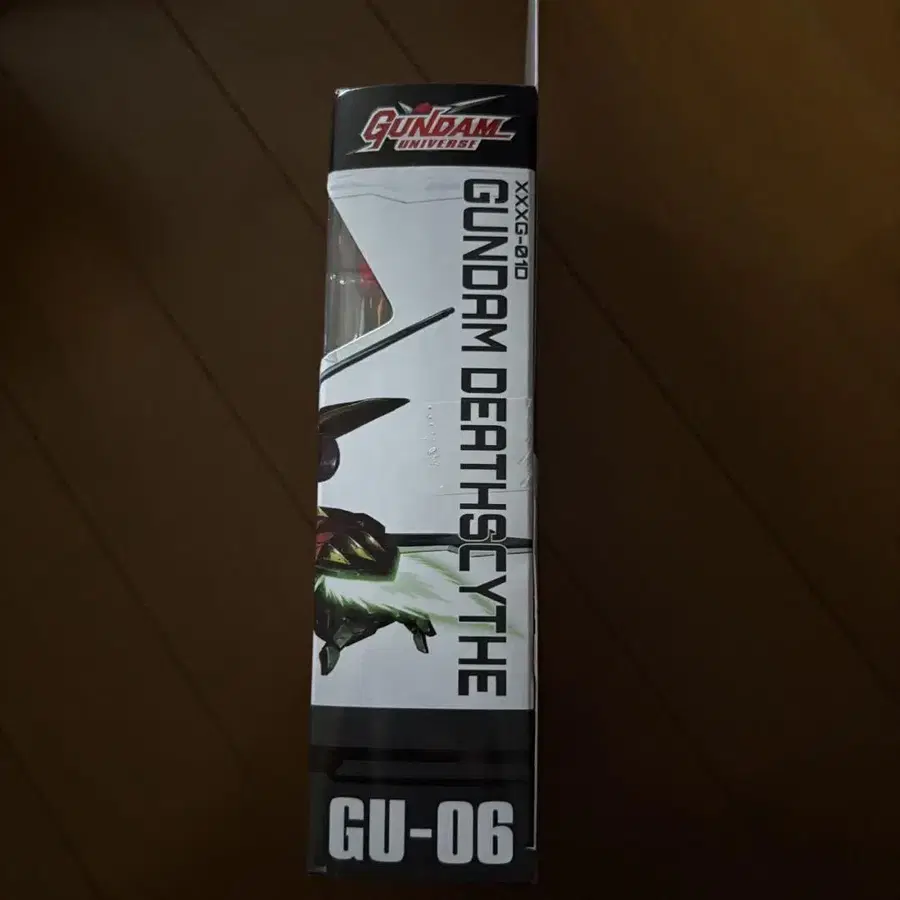 GUNDAM
UNIVERSE
XXXG-01D
GUNDAM DEATHSCYTHE
GU-06